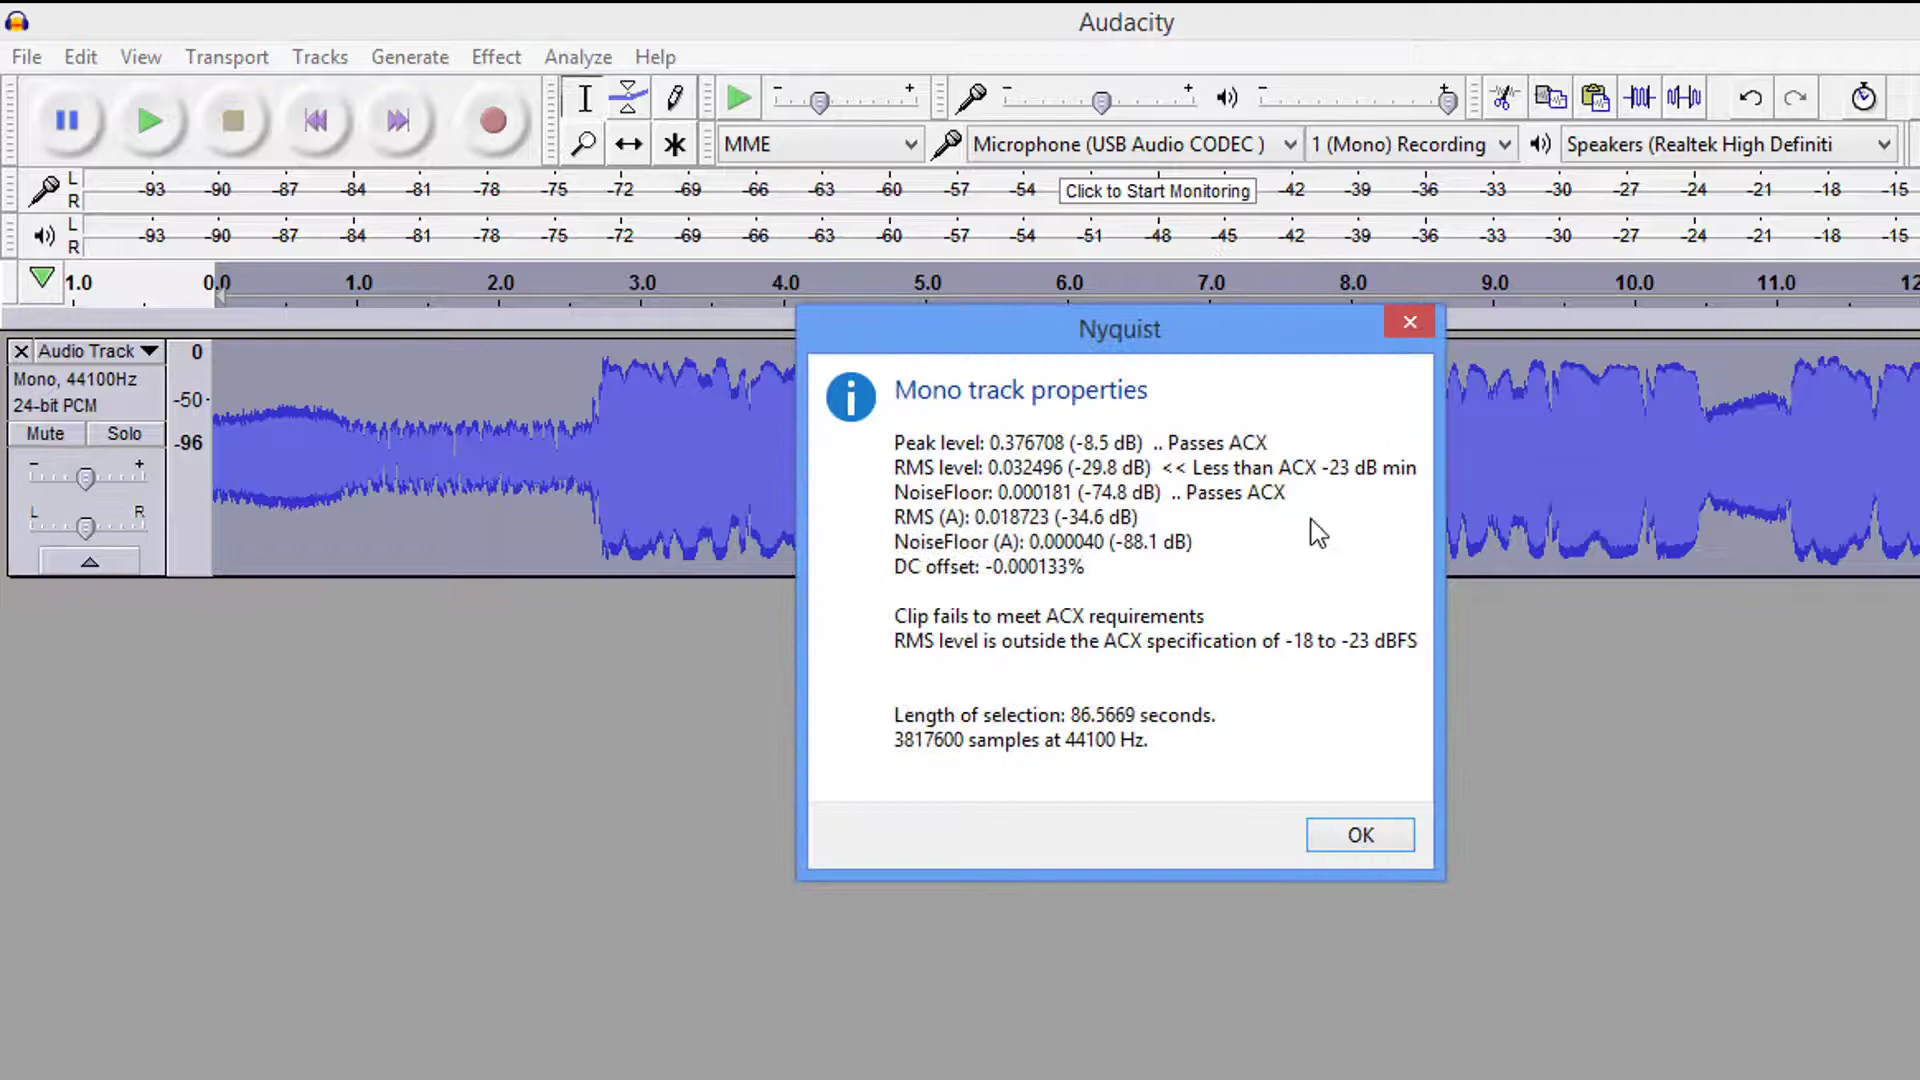 Audacity
File Edit View Transport Tracks Generate Effect Analyze Help
MME Microphone (USB Audio CODEC ) 1 (Mono) Recording Speakers (Realtek High Definiti
L
R
-93 -90 -87 -84 -81 -78 -75 -72 -69 -66 -63 -60 -57 -54 Click to Start Monitoring -42 -39 -36 -33 -30 -27 -24 -21 -18 -15
L
R
-93 -90 -87 -84 -81 -78 -75 -72 -69 -66 -63 -60 -57 -54 -51 -48 -45 -42 -39 -36 -33 -30 -27 -24 -21 -18 -15
1.0 0.0 1.0 2.0 3.0 4.0 5.0 6.0 7.0 8.0 9.0 10.0 11.0 12
Audio Track
Mono, 44100Hz
24-bit PCM
Mute Solo
- +
L R
0
-50
-96
Nyquist
Mono track properties
Peak level: 0.376708 (-8.5 dB) .. Passes ACX
RMS level: 0.032496 (-29.8 dB) << Less than ACX -23 dB min
NoiseFloor: 0.000181 (-74.8 dB) .. Passes ACX
RMS (A): 0.018723 (-34.6 dB)
NoiseFloor (A): 0.000040 (-88.1 dB)
DC offset: -0.000133%
Clip fails to meet ACX requirements
RMS level is outside the ACX specification of -18 to -23 dBFS
Length of selection: 86.5669 seconds.
3817600 samples at 44100 Hz.
OK